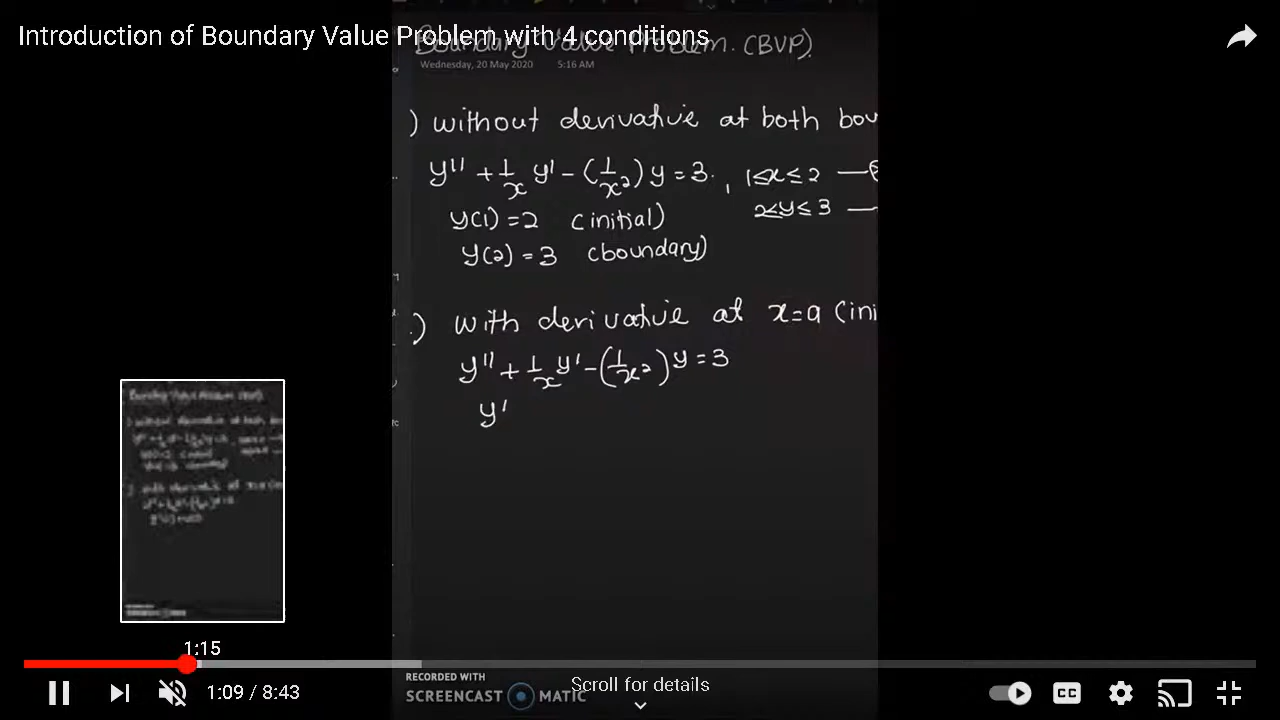 Introduction of Boundary Value Problem with 4 conditions
Boundary Value Problem. (BVP).
Wednesday, 20 May 2020 5:16 AM
) without derivative at both bou
y'' + 1/x y' - (1/x²) y = 3. , 1≤x≤2 —
y(1) = 2 (initial) 2≤y≤3 —
y(2) = 3 (boundary)
.) with derivative at x=a (ini
y'' + 1/x y' - (1/x²) y = 3
y'
1:15
RECORDED WITH
SCREENCAST MATIC
Scroll for details
1:09 / 8:43
CC